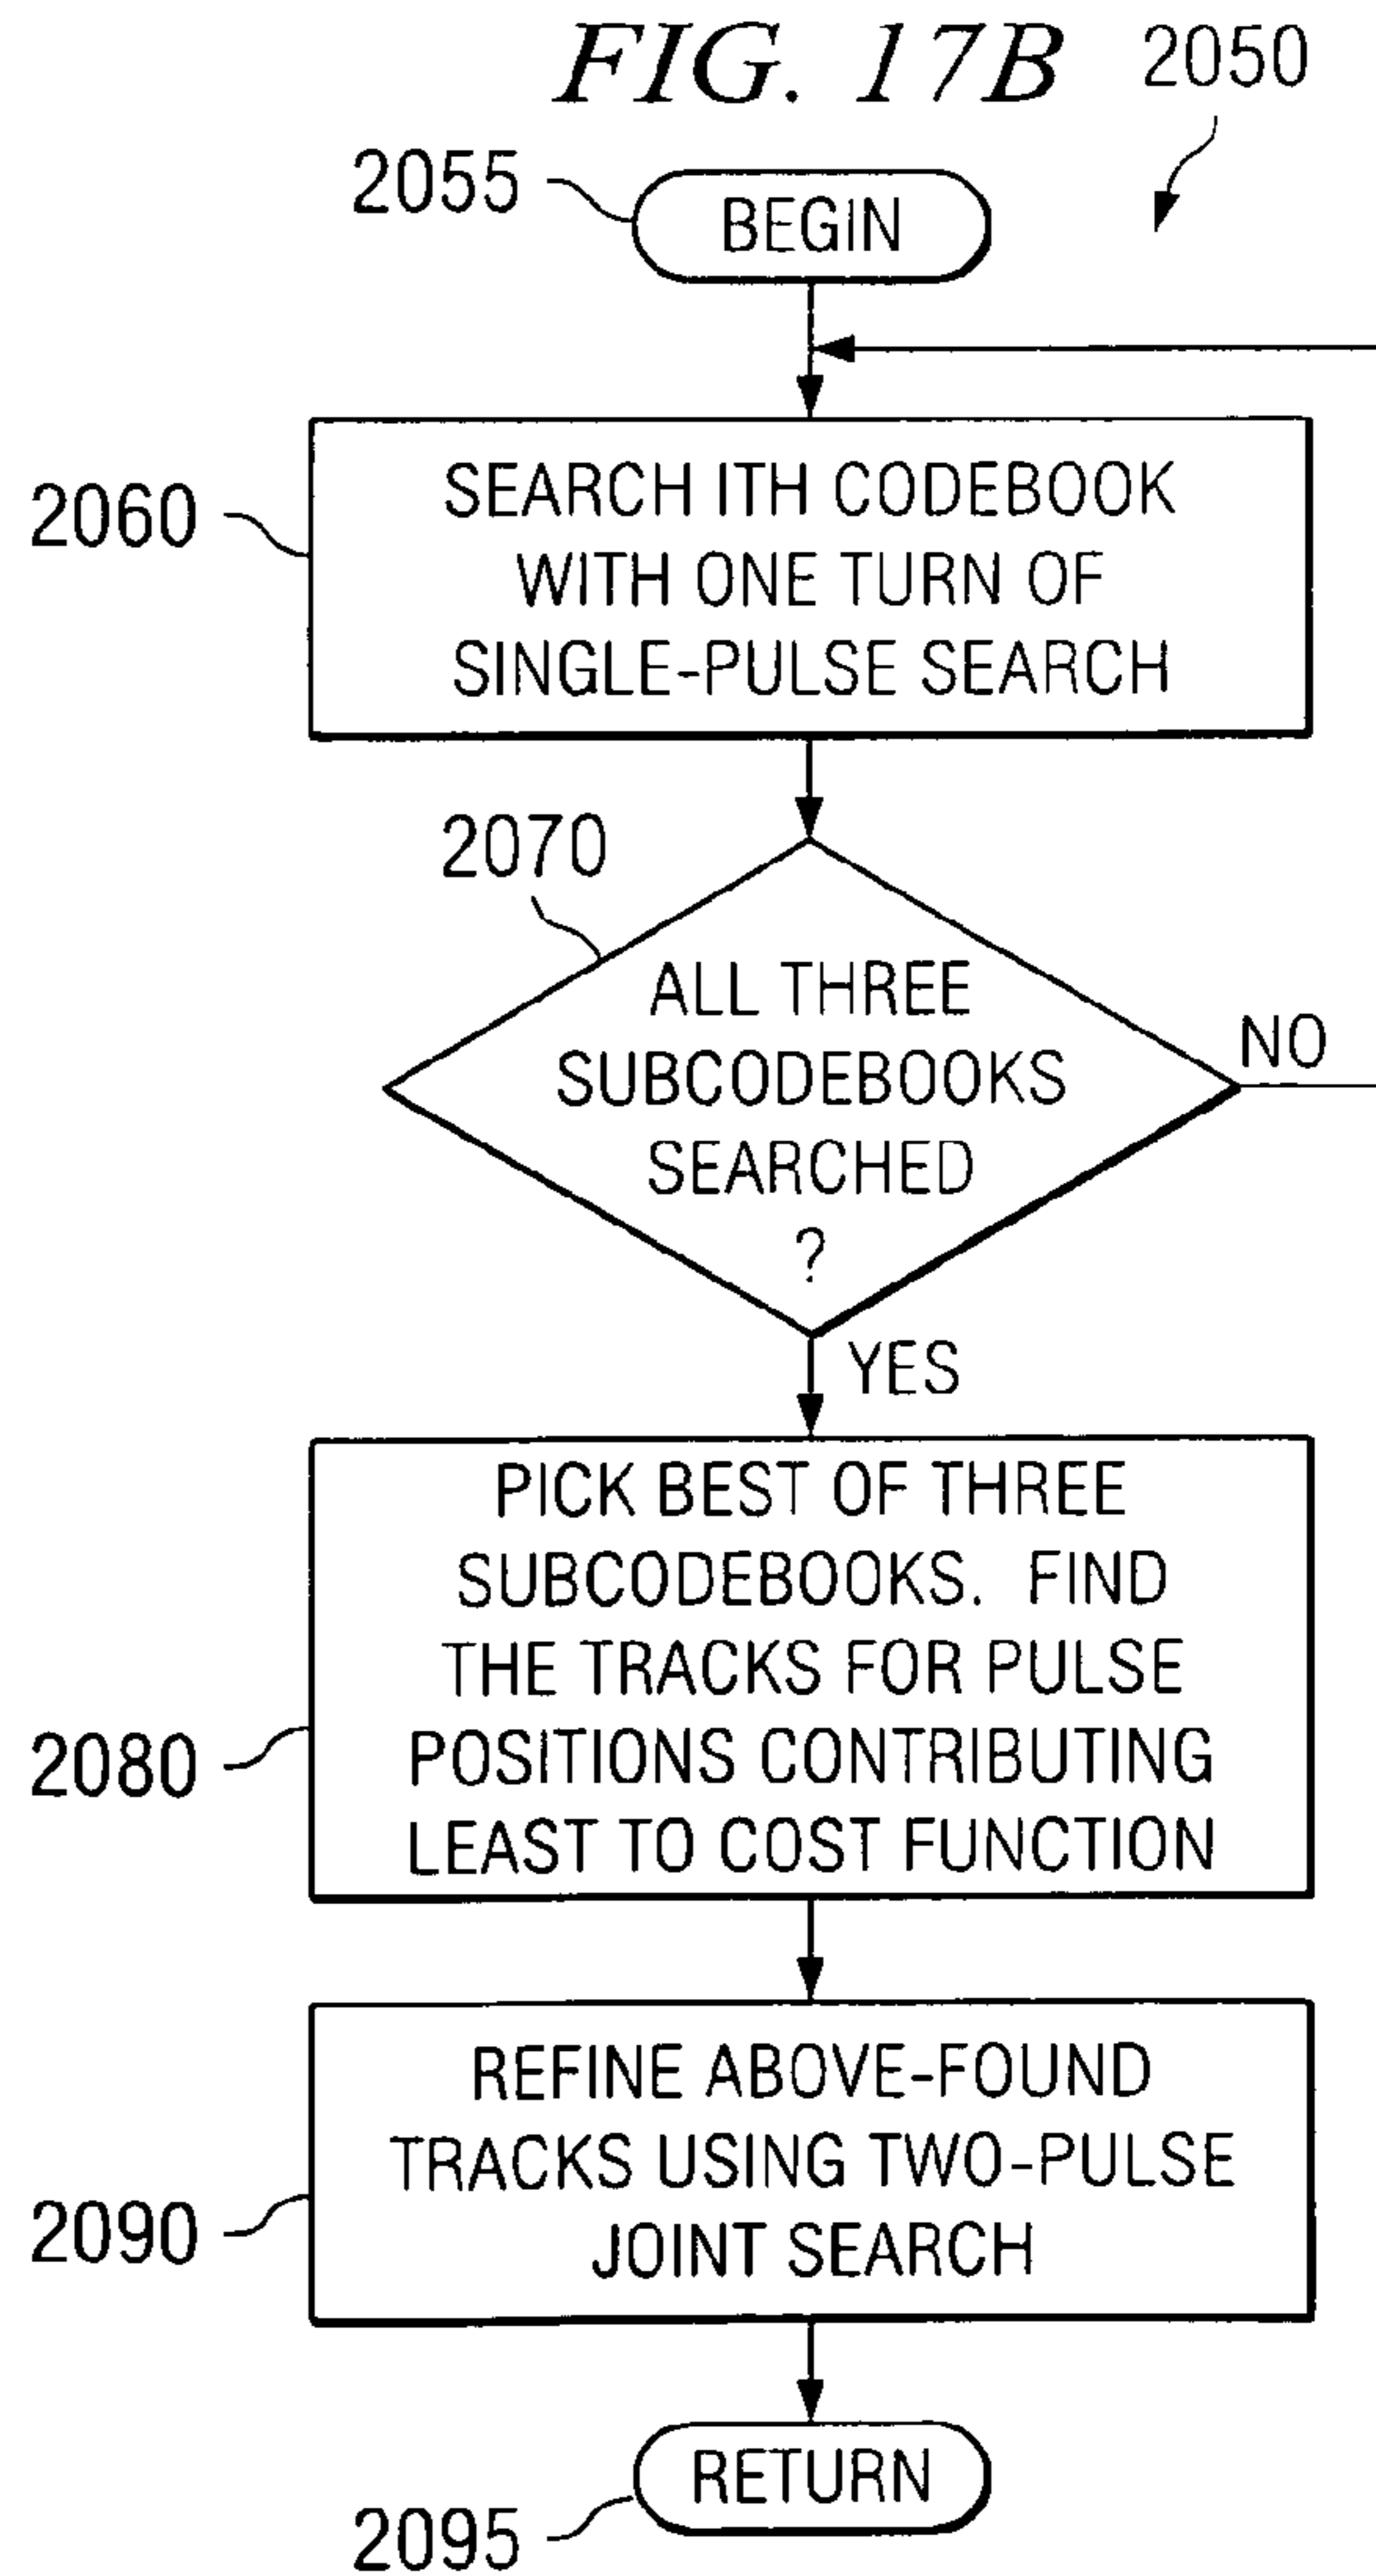 FIG. 17B
2050
2055
BEGIN
2060
SEARCH ITH CODEBOOK
WITH ONE TURN OF
SINGLE-PULSE SEARCH
2070
ALL THREE
SUBCODEBOOKS
SEARCHED
?
NO
YES
2080
PICK BEST OF THREE
SUBCODEBOOKS. FIND
THE TRACKS FOR PULSE
POSITIONS CONTRIBUTING
LEAST TO COST FUNCTION
2090
REFINE ABOVE-FOUND
TRACKS USING TWO-PULSE
JOINT SEARCH
RETURN
2095